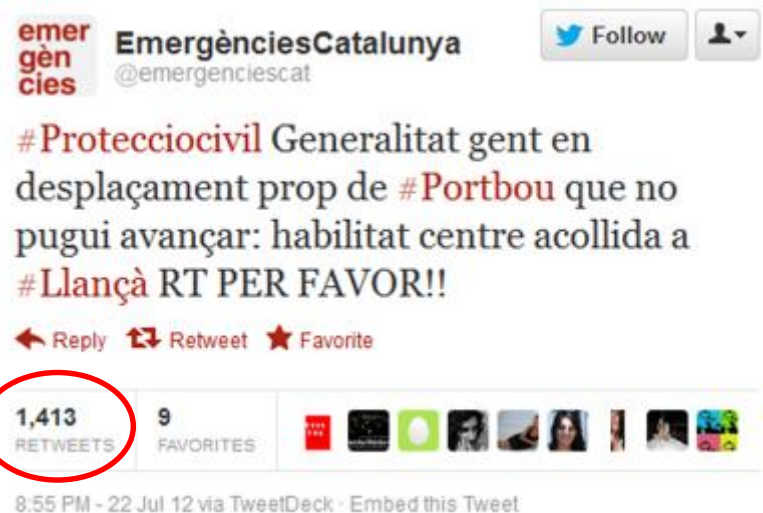 emer
gèn
cies
EmergènciesCatalunya
@emergenciescat
Follow
#Protecciocivil Generalitat gent en
desplaçament prop de #Portbou que no
pugui avançar: habilitat centre acollida a
#Llançà RT PER FAVOR!!
Reply Retweet Favorite
1,413
RETWEETS
9
FAVORITES
8:55 PM - 22 Jul 12 via TweetDeck · Embed this Tweet